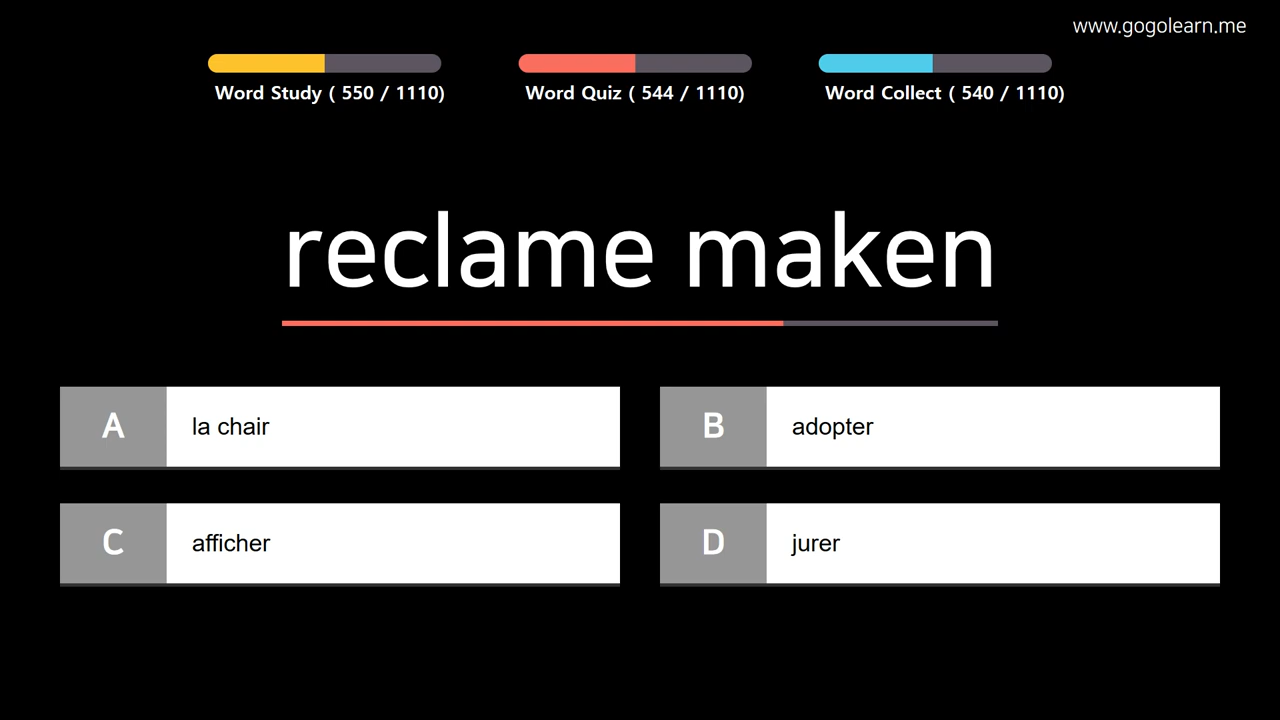 www.gogolearn.me
Word Study ( 550 / 1110)
Word Quiz ( 544 / 1110)
Word Collect ( 540 / 1110)
reclame maken
A la chair
B adopter
C afficher
D jurer